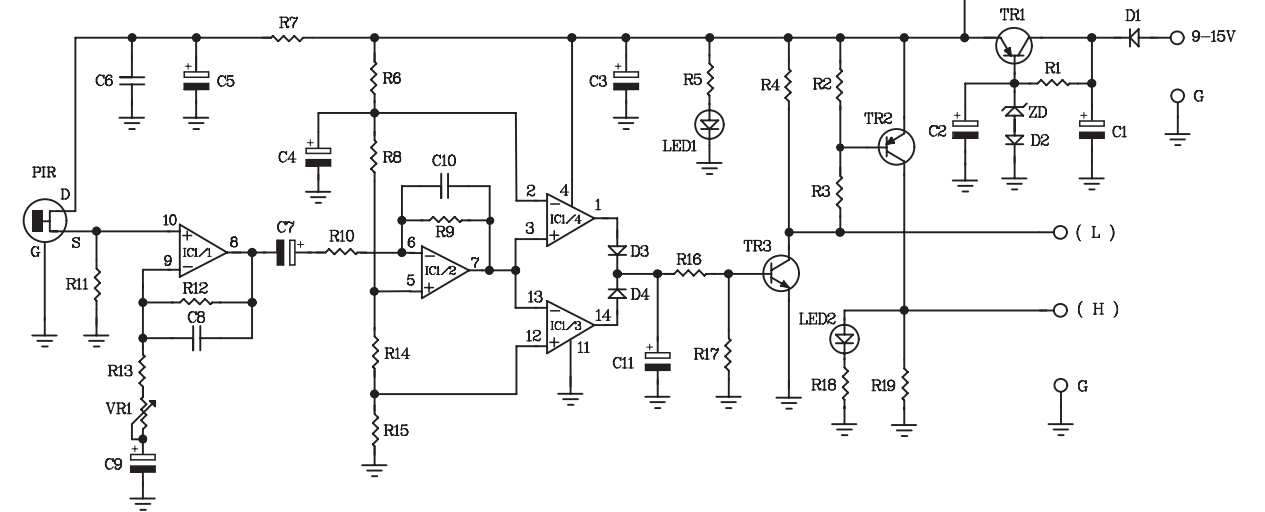 TR1 D1
R7 9-15V
C6 C5 R6 C3 R5 R4 R2 R1
G
C4 R8 LED1 TR2 C2 ZD C1
D2
PIR C10
D 2 4 1 R3
IC1/4
10 C7 R9 3
S 8 R10 6 D3 TR3 ( L )
G IC1/1 IC1/2 7 R16
9 5
R11 R12 13 D4
C8 IC1/3 14 LED2 ( H )
12
R14 11 C11 R17
R13 R18 R19 G
VR1
R15
C9
+ + + + + + + + + + + + +
- - - -